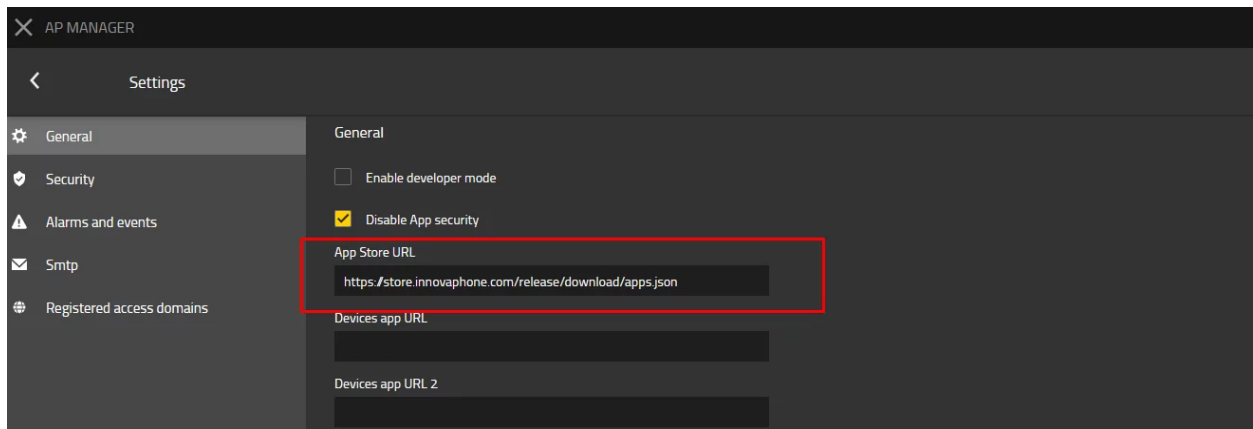 AP MANAGER
Settings
General
Security
Alarms and events
Smtp
Registered access domains
General
Enable developer mode
Disable App security
App Store URL
https://store.innovaphone.com/release/download/apps.json
Devices app URL
Devices app URL 2